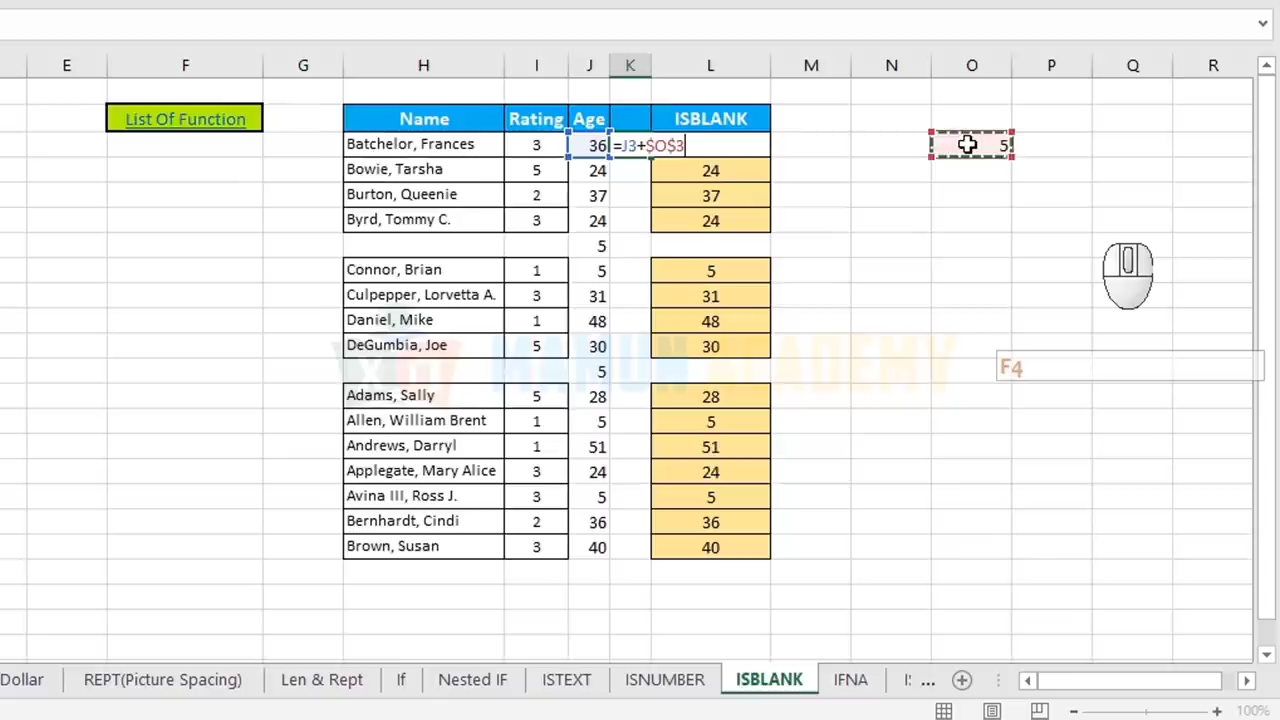 E F G H I J K L M N O P Q R
List Of Function Name Rating Age ISBLANK
Batchelor, Frances 3 36 =J3+$O$3 5
Bowie, Tarsha 5 24 24
Burton, Queenie 2 37 37
Byrd, Tommy C. 3 24 24
5
Connor, Brian 1 5 5
Culpepper, Lorvetta A. 3 31 31
Daniel, Mike 1 48 48
DeGumbia, Joe 5 30 30
F4
5
Adams, Sally 5 28 28
Allen, William Brent 1 5 5
Andrews, Darryl 1 51 51
Applegate, Mary Alice 3 24 24
Avina III, Ross J. 3 5 5
Bernhardt, Cindi 2 36 36
Brown, Susan 3 40 40
Dollar REPT(Picture Spacing) Len & Rept If Nested IF ISTEXT ISNUMBER ISBLANK IFNA ...
100%